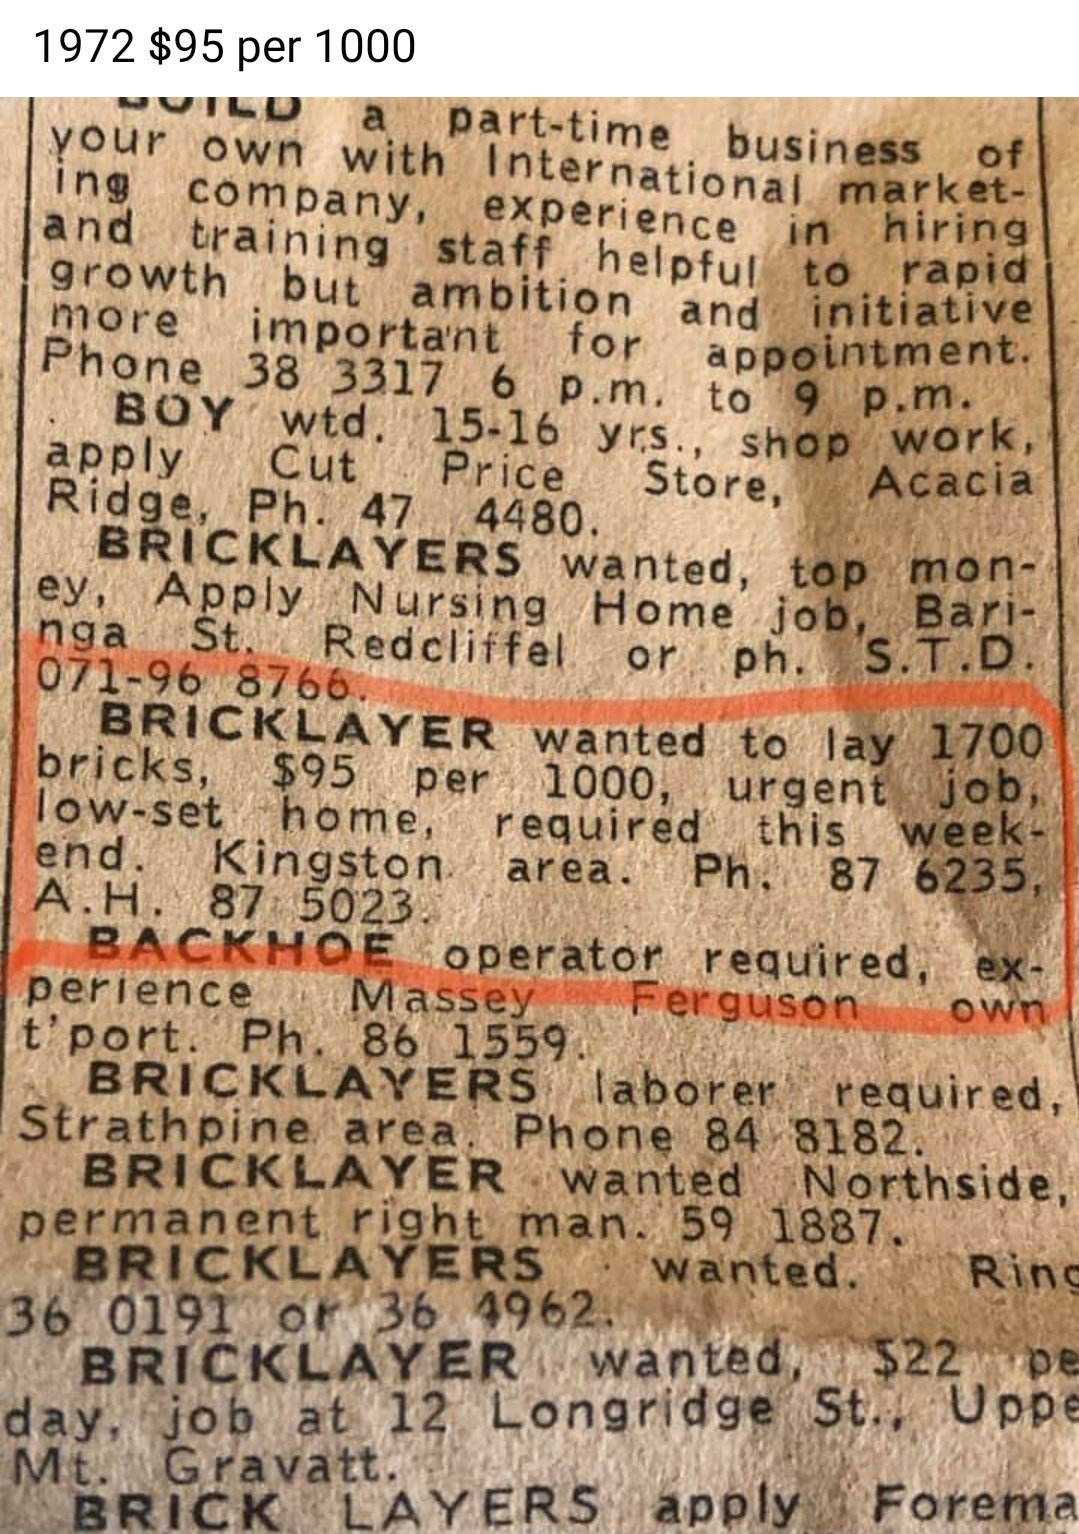 1972 $95 per 1000
BUILD a part-time business of
your own with International market-
ing company, experience in hiring
and training staff helpful to rapid
growth but ambition and initiative
more important for appointment.
Phone 38 3317 6 p.m. to 9 p.m.
BOY wtd. 15-16 yrs., shop work,
apply Cut Price Store, Acacia
Ridge, Ph. 47 4480.
BRICKLAYERS wanted, top mon-
ey, Apply Nursing Home job, Bari-
nga St. Redcliffel or ph. S.T.D.
071-96 8766.
BRICKLAYER wanted to lay 1700
bricks, $95 per 1000, urgent job,
low-set home, required this week-
end. Kingston area. Ph. 87 6235,
A.H. 87 5023.
BACKHOE operator required, ex-
perience Massey Ferguson own
t'port. Ph. 86 1559.
BRICKLAYERS laborer required,
Strathpine area. Phone 84 8182.
BRICKLAYER wanted Northside,
permanent right man. 59 1887.
BRICKLAYERS wanted. Ring
36 0191 or 36 4962.
BRICKLAYER wanted, $22 pe
day, job at 12 Longridge St., Uppe
Mt. Gravatt.
BRICK LAYERS apply Forema